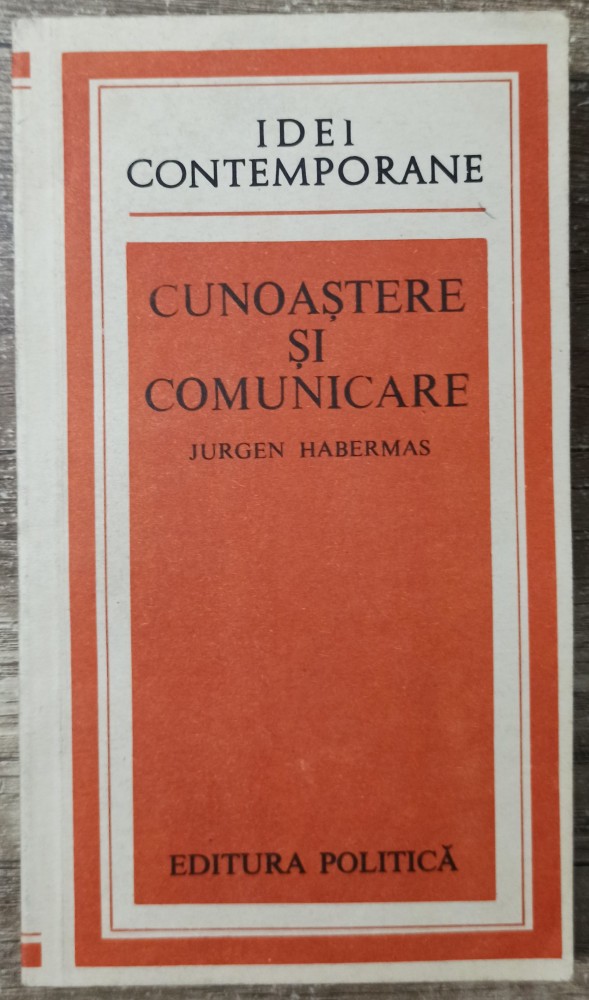 IDEI
CONTEMPORANE
CUNOAȘTERE
ȘI
COMUNICARE
JURGEN HABERMAS
EDITURA POLITICĂ